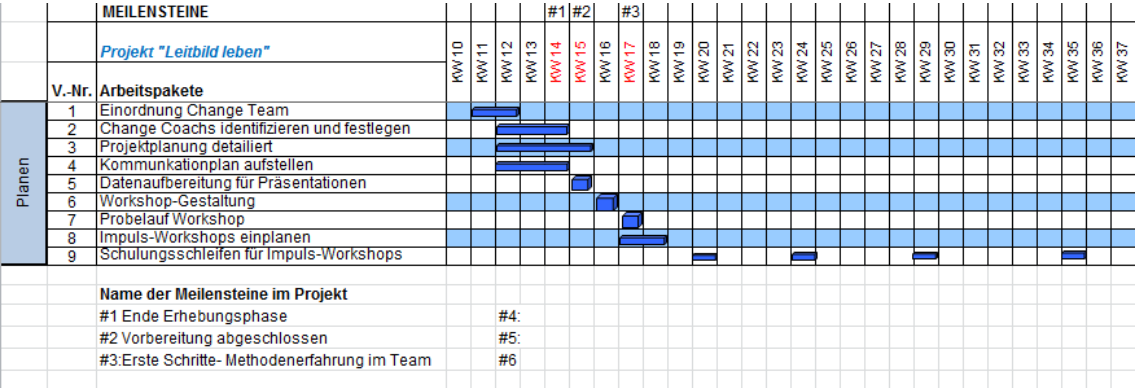 MEILENSTEINE #1 #2 #3
Projekt "Leitbild leben" KW 10 KW 11 KW 12 KW 13 KW 14 KW 15 KW 16 KW 17 KW 18 KW 19 KW 20 KW 21 KW 22 KW 23 KW 24 KW 25 KW 26 KW 27 KW 28 KW 29 KW 30 KW 31 KW 32 KW 33 KW 34 KW 35 KW 36 KW 37
V.-Nr. Arbeitspakete
Planen
1 Einordnung Change Team
2 Change Coachs identifizieren und festlegen
3 Projektplanung detailiert
4 Kommunkationplan aufstellen
5 Datenaufbereitung für Präsentationen
6 Workshop-Gestaltung
7 Probelauf Workshop
8 Impuls-Workshops einplanen
9 Schulungsschleifen für Impuls-Workshops
Name der Meilensteine im Projekt
#1 Ende Erhebungsphase #4:
#2 Vorbereitung abgeschlossen #5:
#3:Erste Schritte- Methodenerfahrung im Team #6